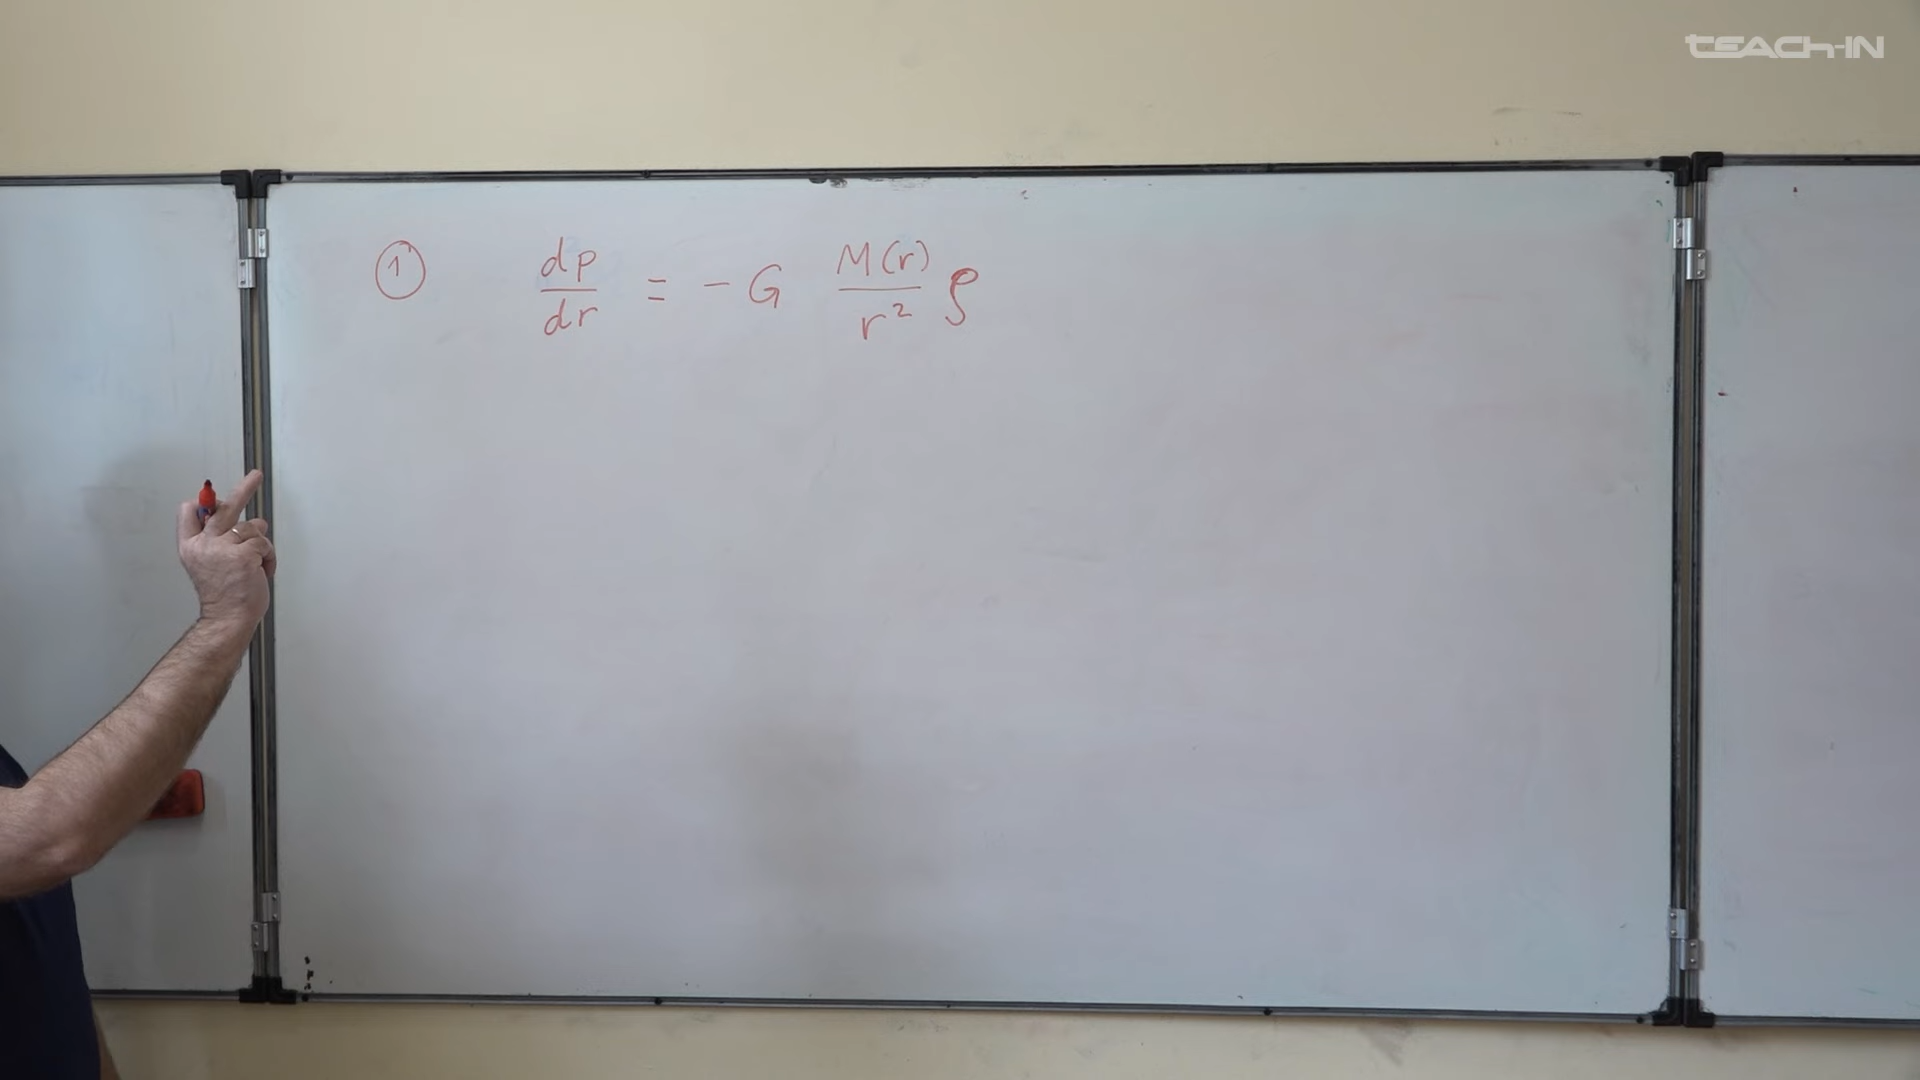 TEACH-IN
① dp/dr = - G M(r)/r² ρ